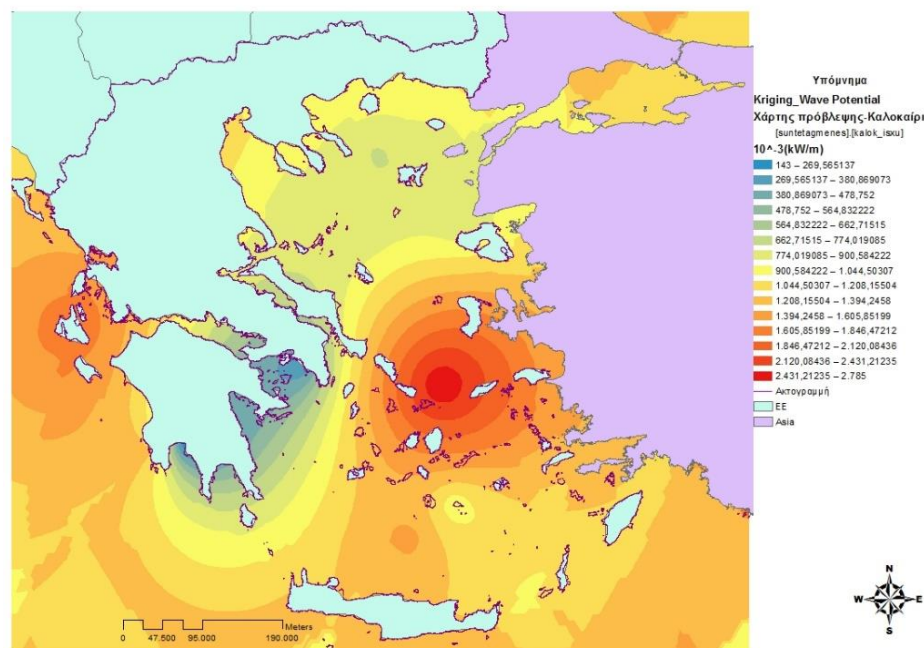 Υπόμνημα
Kriging_Wave Potential
Χάρτης πρόβλεψης-Καλοκαίρι
[suntetagmenes].[kalok_isxu]
10^-3(kW/m)
143 – 269,565137
269,565137 – 380,869073
380,869073 – 478,752
478,752 – 564,832222
564,832222 – 662,71515
662,71515 – 774,019085
774,019085 – 900,584222
900,584222 – 1.044,50307
1.044,50307 – 1.208,15504
1.208,15504 – 1.394,2458
1.394,2458 – 1.605,85199
1.605,85199 – 1.846,47212
1.846,47212 – 2.120,08436
2.120,08436 – 2.431,21235
2.431,21235 – 2.785
Ακτογραμμή
ΕΕ
Asia
N
W E
S
Meters
0 47.500 95.000 190.000